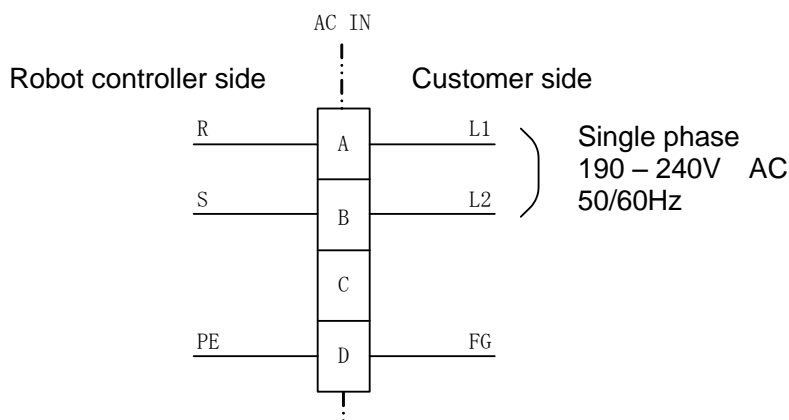 AC IN
Robot controller side
Customer side
R
A
L1
Single phase
190 – 240V AC
50/60Hz
S
B
L2
C
PE
D
FG